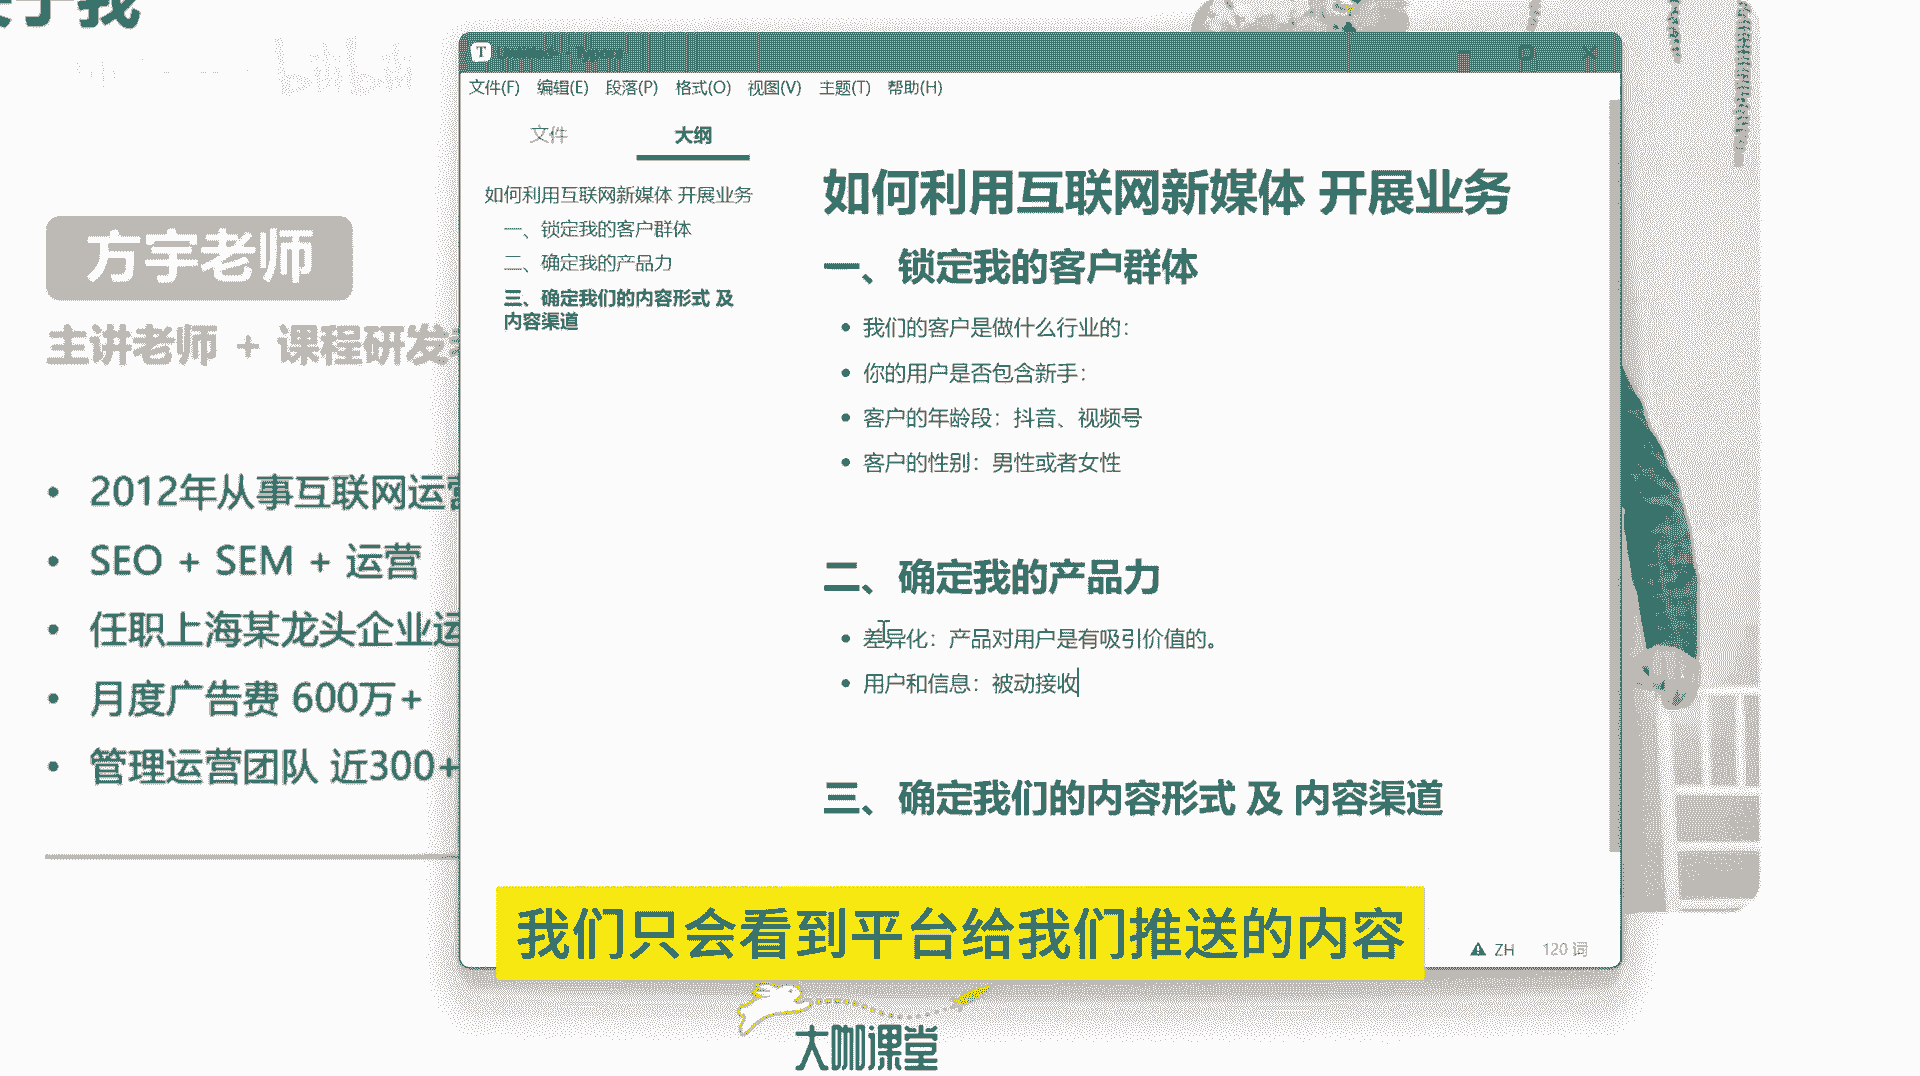 bilibili
方宇老师
主讲老师 + 课程研发
2012年从事互联网运营
SEO + SEM + 运营
任职上海某龙头企业运
月度广告费 600万+
管理运营团队 近300+
文件(F) 编辑(E) 段落(P) 格式(O) 视图(V) 主题(T) 帮助(H)
文件 大纲
如何利用互联网新媒体 开展业务
一、锁定我的客户群体
二、确定我的产品力
三、确定我们的内容形式 及
内容渠道
如何利用互联网新媒体 开展业务
一、锁定我的客户群体
我们的客户是做什么行业的：
你的用户是否包含新手：
客户的年龄段：抖音、视频号
客户的性别：男性或者女性
二、确定我的产品力
差异化：产品对用户是有吸引价值的。
用户和信息：被动接收
三、确定我们的内容形式 及 内容渠道
ZH 120 词
我们只会看到平台给我们推送的内容
大咖课堂